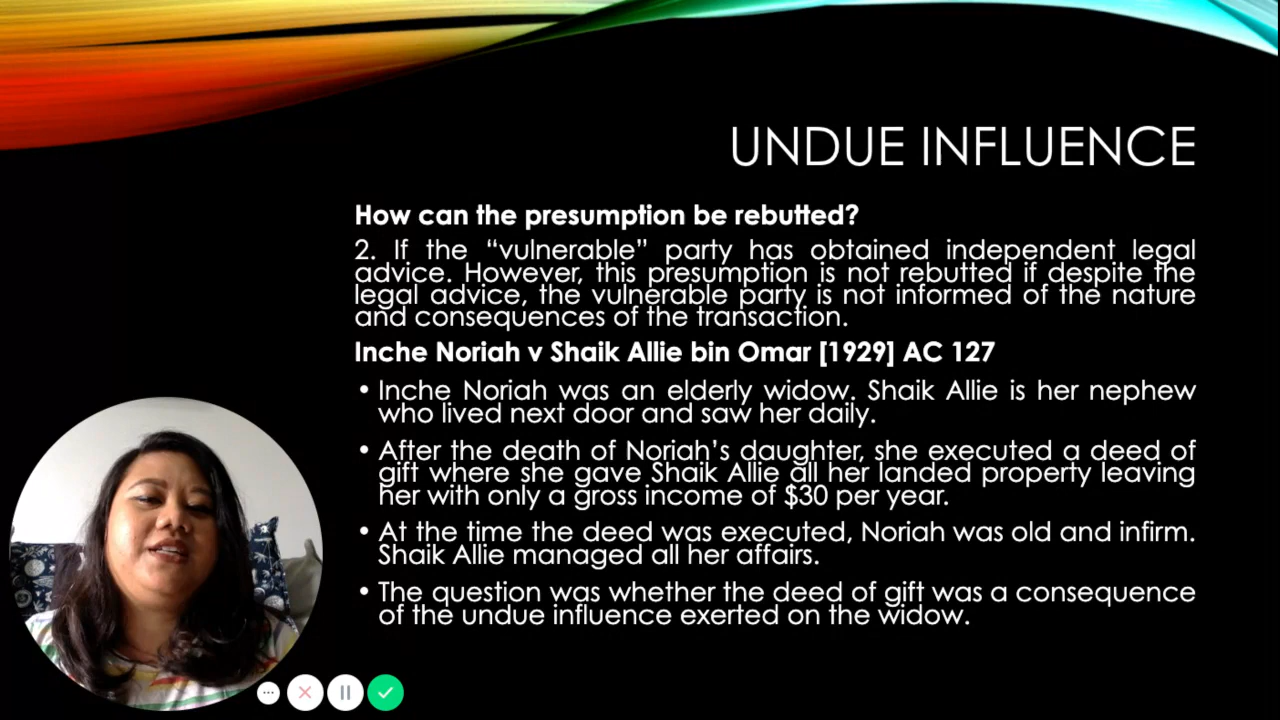 UNDUE INFLUENCE
How can the presumption be rebutted?
2. If the “vulnerable” party has obtained independent legal
advice. However, this presumption is not rebutted if despite the
legal advice, the vulnerable party is not informed of the nature
and consequences of the transaction.
Inche Noriah v Shaik Allie bin Omar [1929] AC 127
• Inche Noriah was an elderly widow. Shaik Allie is her nephew
who lived next door and saw her daily.
• After the death of Noriah’s daughter, she executed a deed of
gift where she gave Shaik Allie all her landed property leaving
her with only a gross income of $30 per year.
• At the time the deed was executed, Noriah was old and infirm.
Shaik Allie managed all her affairs.
• The question was whether the deed of gift was a consequence
of the undue influence exerted on the widow.